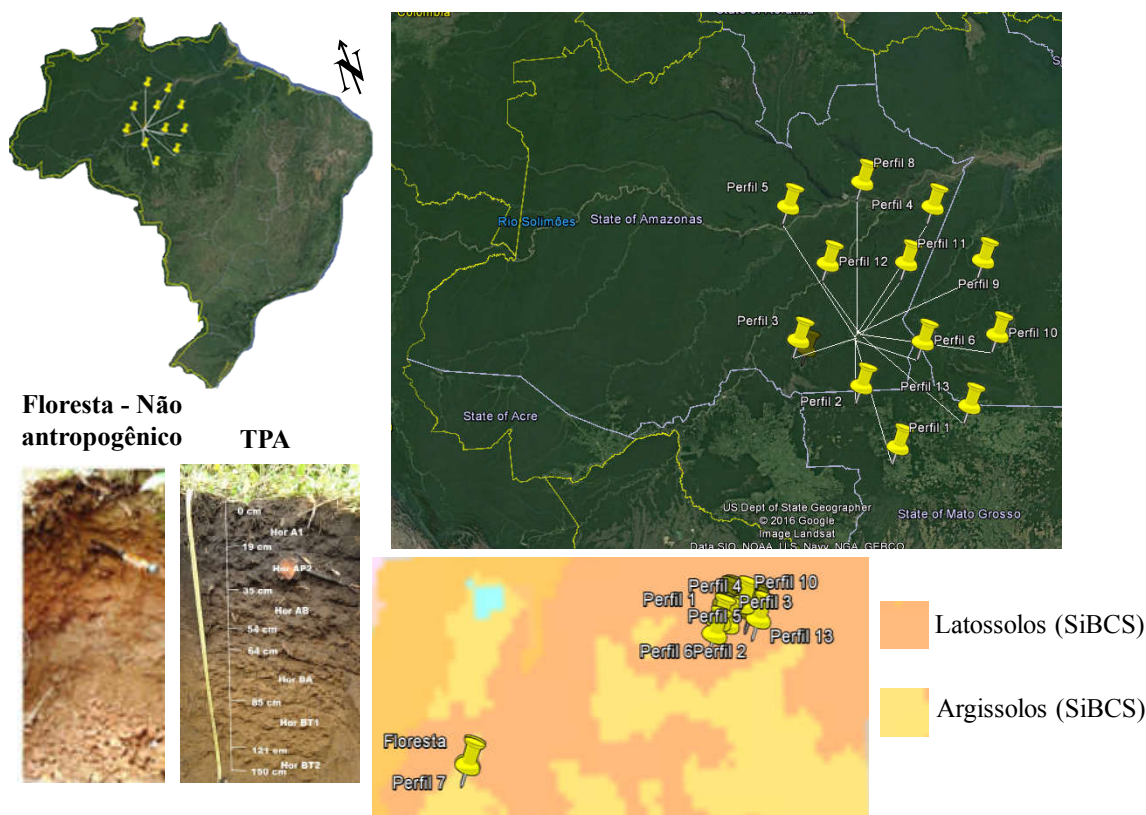 N
Colombia
State of Roraima
Perfil 8
Perfil 5
Perfil 4
Rio Solimões
State of Amazonas
Perfil 11
Perfil 12
Perfil 9
Perfil 3
Perfil 10
Perfil 6
Perfil 13
Perfil 2
State of Acre
Perfil 1
US Dept of State Geographer
© 2016 Google
Image Landsat
Data SIO, NOAA, U.S. Navy, NGA, GEBCO
State of Mato Grosso
Floresta - Não
antropogênico
TPA
0 cm
Hor A1
19 cm
Hor AP2
35 cm
Hor AB
54 cm
64 cm
Hor BA
85 cm
Hor BT1
121 cm
Hor BT2
150 cm
Perfil 4
Perfil 10
Perfil 1
Perfil 3
Perfil 5
Perfil 13
Perfil 6
Perfil 2
Floresta
Perfil 7
Latossolos (SiBCS)
Argissolos (SiBCS)